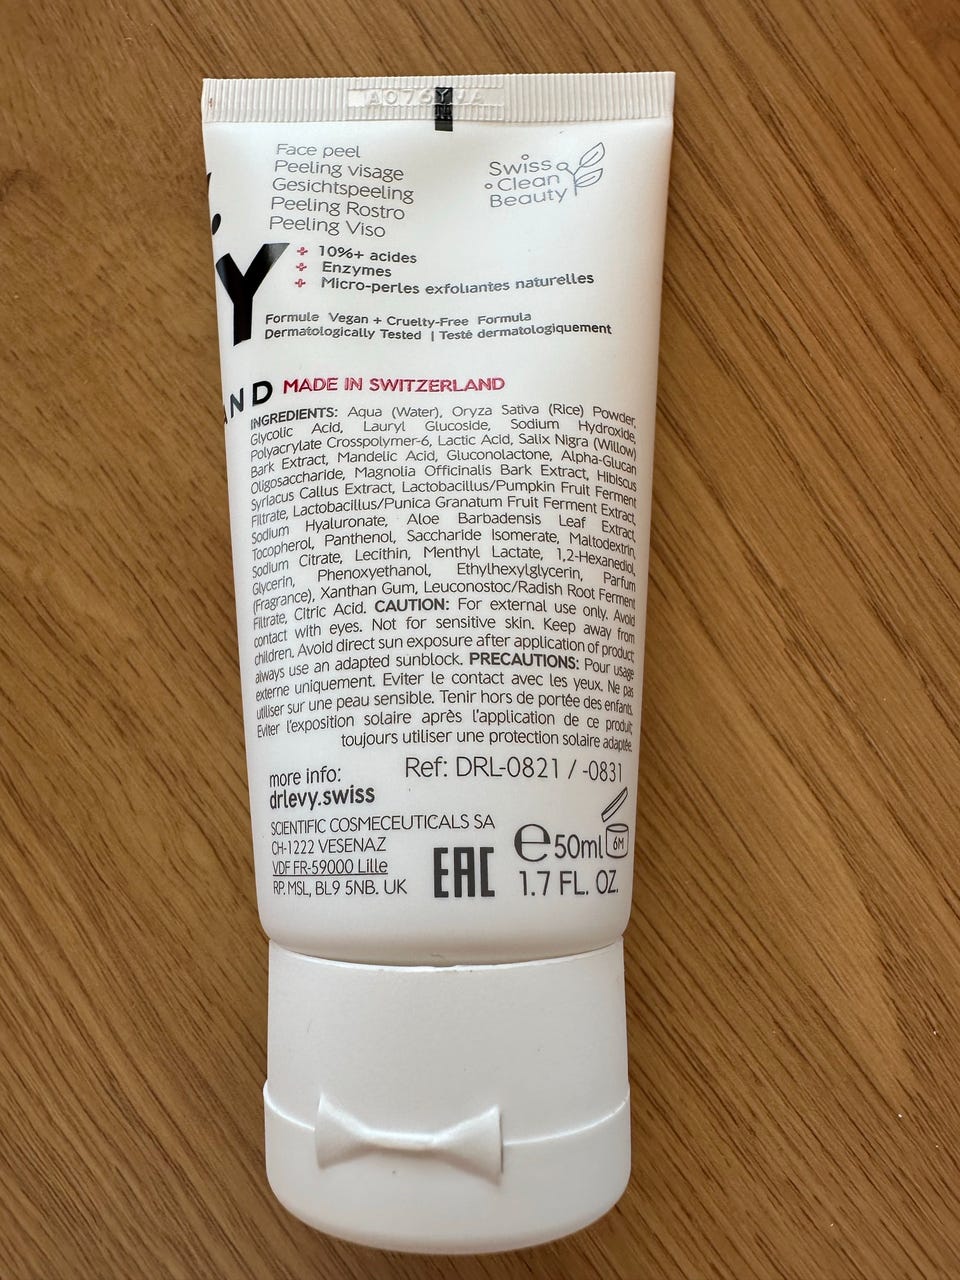 Face peel
Peeling visage
Gesichtspeeling
Peeling Rostro
Peeling Viso
Swiss
Clean
Beauty
Y
+ 10%+ acides
+ Enzymes
+ Micro-perles exfoliantes naturelles
Formule Vegan + Cruelty-Free Formula
Dermatologically Tested | Testé dermatologiquement
AND
MADE IN SWITZERLAND
INGREDIENTS: Aqua (Water), Oryza Sativa (Rice) Powder,
Glycolic Acid, Lauryl Glucoside, Sodium Hydroxide,
Polyacrylate Crosspolymer-6, Lactic Acid, Salix Nigra (Willow)
Bark Extract, Mandelic Acid, Gluconolactone, Alpha-Glucan
Oligosaccharide, Magnolia Officinalis Bark Extract, Hibiscus
Syriacus Callus Extract, Lactobacillus/Pumpkin Fruit Ferment
Filtrate, Lactobacillus/Punica Granatum Fruit Ferment Extract,
Sodium Hyaluronate, Aloe Barbadensis Leaf Extract,
Tocopherol, Panthenol, Saccharide Isomerate, Maltodextrin,
Sodium Citrate, Lecithin, Menthyl Lactate, 1,2-Hexanediol,
Glycerin, Phenoxyethanol, Ethylhexylglycerin, Parfum
(Fragrance), Xanthan Gum, Leuconostoc/Radish Root Ferment
Filtrate, Citric Acid. CAUTION: For external use only. Avoid
contact with eyes. Not for sensitive skin. Keep away from
children. Avoid direct sun exposure after application of product;
always use an adapted sunblock. PRECAUTIONS: Pour usage
externe uniquement. Eviter le contact avec les yeux. Ne pas
utiliser sur une peau sensible. Tenir hors de portée des enfants.
Eviter l'exposition solaire après l'application de ce produit;
toujours utiliser une protection solaire adaptée.
more info:
drlevy.swiss
Ref: DRL-0821 / -0831
SCIENTIFIC COSMECEUTICALS SA
CH-1222 VESENAZ
VDF FR-59000 Lille
RP. MSL, BL9 5NB. UK
EAC
e 50ml
6M
1.7 FL. OZ.